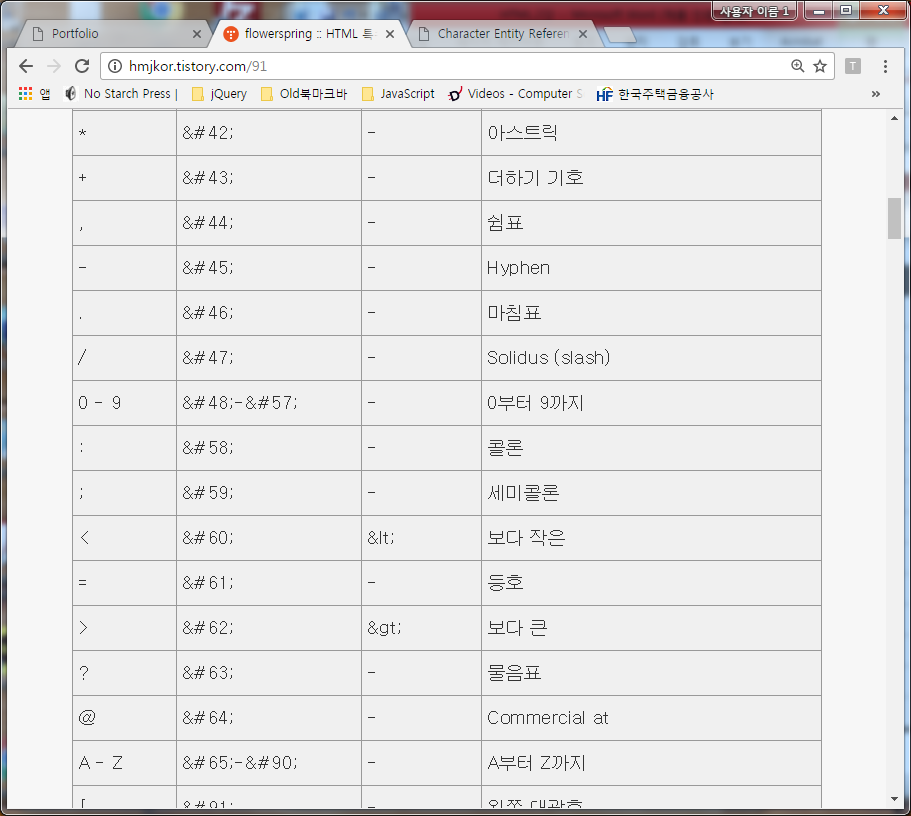 사용자 이름 1
Portfolio
flowerspring :: HTML 특
Character Entity Referen
hmjkor.tistory.com/91
T
앱 No Starch Press | jQuery Old북마크바 JavaScript Videos - Computer S HF 한국주택금융공사 »
* &#42; - 아스트릭
+ &#43; - 더하기 기호
, &#44; - 쉼표
- &#45; - Hyphen
. &#46; - 마침표
/ &#47; - Solidus (slash)
0 - 9 &#48;-&#57; - 0부터 9까지
: &#58; - 콜론
; &#59; - 세미콜론
< &#60; &lt; 보다 작은
= &#61; - 등호
> &#62; &gt; 보다 큰
? &#63; - 물음표
@ &#64; - Commercial at
A - Z &#65;-&#90; - A부터 Z까지
[ &#91; - 왼쪽 대괄호